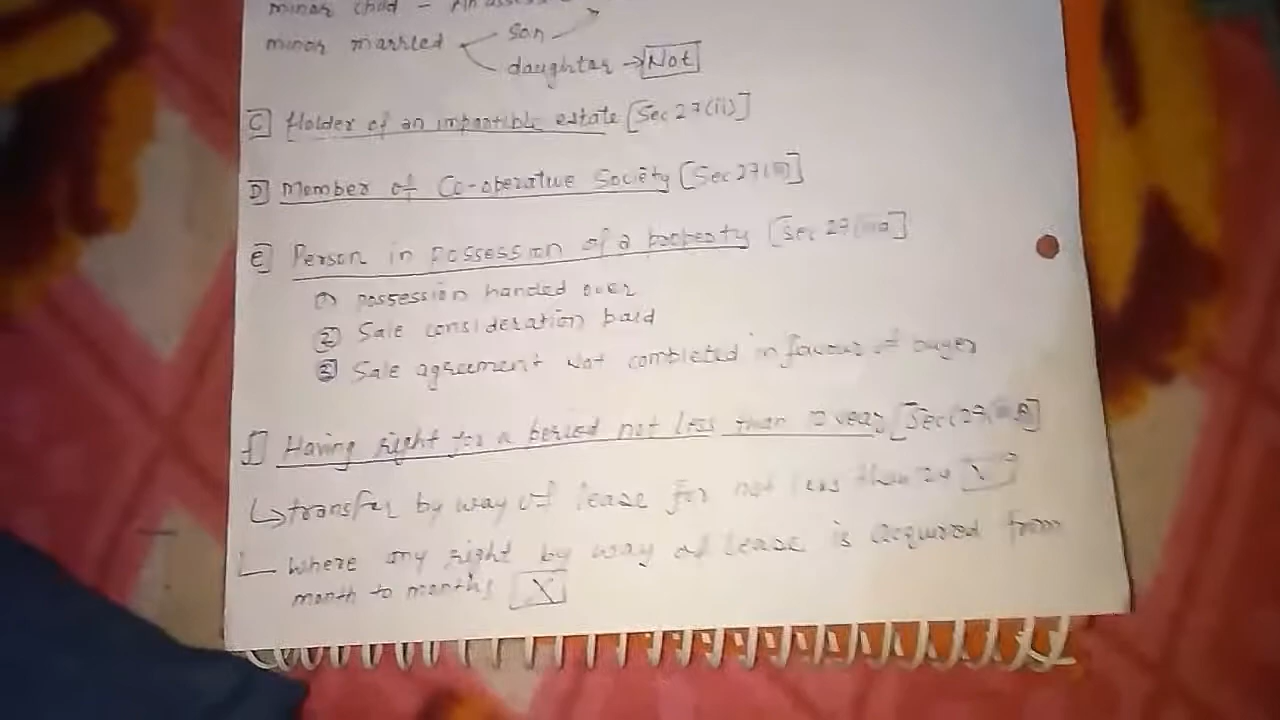 minor child - An assess
minor married son
daughter → Not
C] Holder of an impartible estate [Sec 27(ii)]
D] Member of Co-operative Society [Sec 27(iii)]
E] Person in possession of a property [Sec 27(iiia)]
① possession handed over
② Sale consideration paid
③ Sale agreement not completed in favour of buyer
f] Having right for a period not less than year [Sec (27
↳ transfer by way of lease for not less than
Where any right by way of lease is acquired from
month to months X